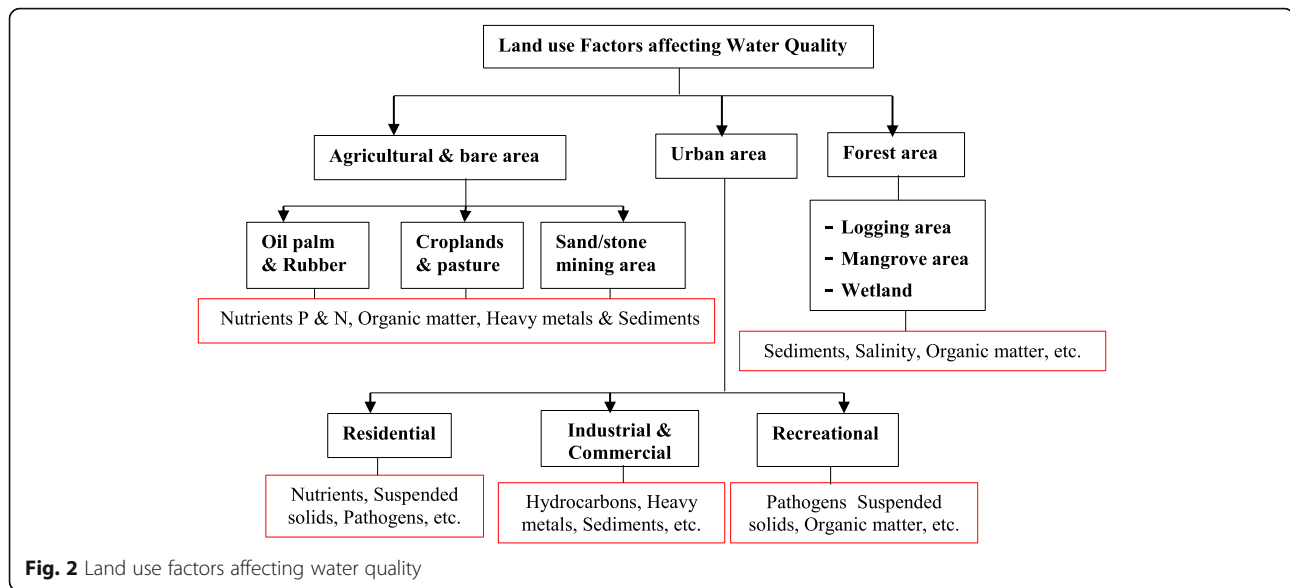 Land use Factors affecting Water Quality
Agricultural & bare area
Urban area
Forest area
Oil palm
& Rubber
Croplands
& pasture
Sand/stone
mining area
- Logging area
- Mangrove area
- Wetland
Nutrients P & N, Organic matter, Heavy metals & Sediments
Sediments, Salinity, Organic matter, etc.
Residential
Industrial &
Commercial
Recreational
Nutrients, Suspended
solids, Pathogens, etc.
Hydrocarbons, Heavy
metals, Sediments, etc.
Pathogens Suspended
solids, Organic matter, etc.
Fig. 2 Land use factors affecting water quality